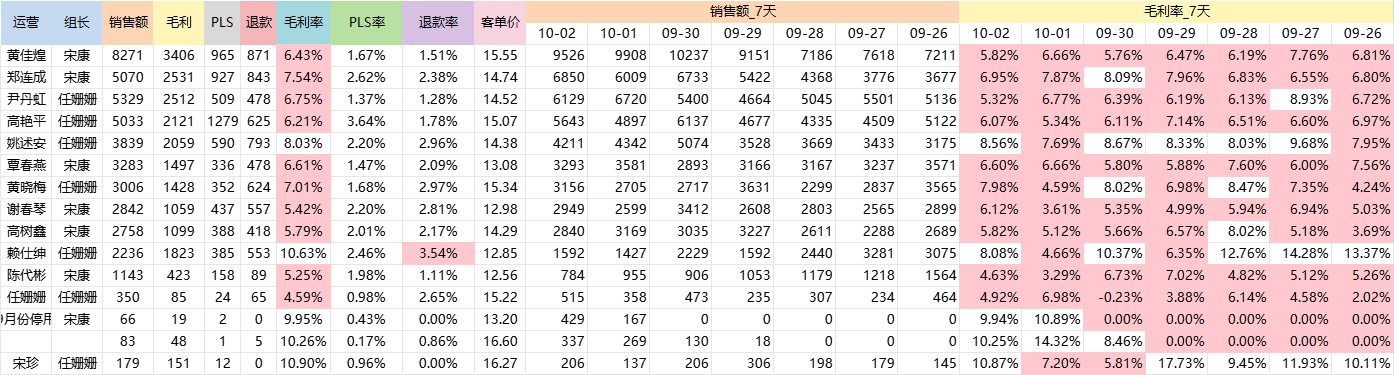 运营 组长 销售额 毛利 PLS 退款 毛利率 PLS率 退款率 客单价 销售额_7天 毛利率_7天
10-02 10-01 09-30 09-29 09-28 09-27 09-26 10-02 10-01 09-30 09-29 09-28 09-27 09-26
黄佳煌 宋康 8271 3406 965 871 6.43% 1.67% 1.51% 15.55 9526 9908 10237 9151 7186 7618 7211 5.82% 6.66% 5.76% 6.47% 6.19% 7.76% 6.81%
郑连成 宋康 5070 2531 927 843 7.54% 2.62% 2.38% 14.74 6850 6009 6733 5422 4368 3776 3677 6.95% 7.87% 8.09% 7.96% 6.83% 6.55% 6.80%
尹丹虹 任姗姗 5329 2512 509 478 6.75% 1.37% 1.28% 14.52 6129 6720 5400 4664 5045 5501 5136 5.32% 6.77% 6.39% 6.19% 6.13% 8.93% 6.72%
高艳平 任姗姗 5033 2121 1279 625 6.21% 3.64% 1.78% 15.07 5643 4897 6137 4677 4335 4509 5122 6.07% 5.34% 6.11% 7.14% 6.51% 6.60% 6.97%
姚述安 任姗姗 3839 2059 590 793 8.03% 2.20% 2.96% 14.38 4211 4342 5074 3528 3669 3433 3175 8.56% 7.69% 8.67% 8.33% 8.03% 9.68% 7.95%
覃春燕 宋康 3283 1497 336 478 6.61% 1.47% 2.09% 13.08 3293 3581 2893 3166 3167 3237 3571 6.60% 6.66% 5.80% 5.88% 7.60% 6.00% 7.56%
黄晓梅 任姗姗 3006 1428 352 624 7.01% 1.68% 2.97% 15.34 3156 2705 2717 3631 2299 2837 3565 7.98% 4.59% 8.02% 6.98% 8.47% 7.35% 4.24%
谢春琴 宋康 2842 1059 437 557 5.42% 2.20% 2.81% 12.98 2949 2599 3412 2608 2803 2565 2899 6.12% 3.61% 5.35% 4.99% 5.94% 6.94% 5.03%
高树鑫 宋康 2758 1099 388 418 5.79% 2.01% 2.17% 14.29 2840 3169 3035 3227 2611 2288 2689 5.82% 5.12% 5.66% 6.57% 8.02% 5.18% 3.69%
赖仕绅 任姗姗 2236 1823 385 553 10.63% 2.46% 3.54% 12.85 1592 1427 2229 1592 2440 3281 3075 8.08% 4.66% 10.37% 6.35% 12.76% 14.28% 13.37%
陈代彬 宋康 1143 423 158 89 5.25% 1.98% 1.11% 12.56 784 955 906 1053 1179 1218 1564 4.63% 3.29% 6.73% 7.02% 4.82% 5.12% 5.26%
任姗姗 任姗姗 350 85 24 65 4.59% 0.98% 2.65% 15.22 515 358 473 235 307 234 464 4.92% 6.98% -0.23% 3.88% 6.14% 4.58% 2.02%
月份停用 宋康 66 19 2 0 9.95% 0.43% 0.00% 13.20 429 167 0 0 0 0 0 9.94% 10.89% 0.00% 0.00% 0.00% 0.00% 0.00%
83 48 1 5 10.26% 0.17% 0.86% 16.60 337 269 130 18 0 0 0 10.25% 14.32% 8.46% 0.00% 0.00% 0.00% 0.00%
宋珍 任姗姗 179 151 12 0 10.90% 0.96% 0.00% 16.27 206 137 206 306 198 179 145 10.87% 7.20% 5.81% 17.73% 9.45% 11.93% 10.11%